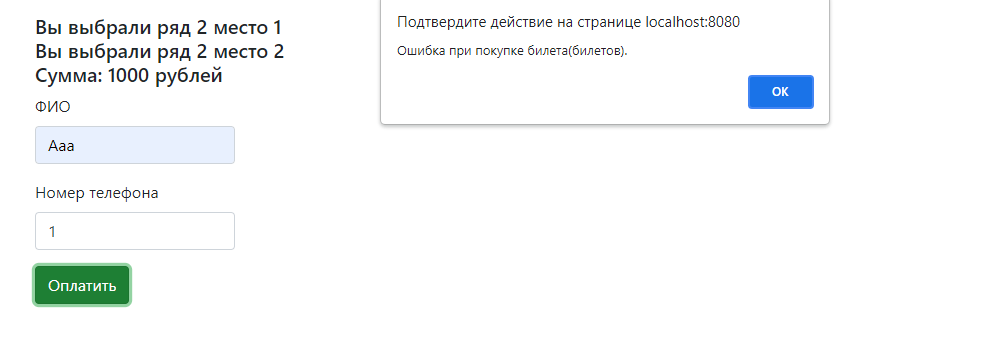 Вы выбрали ряд 2 место 1
Вы выбрали ряд 2 место 2
Сумма: 1000 рублей
ФИО
Ааа
Номер телефона
1
Оплатить
Подтвердите действие на странице localhost:8080
Ошибка при покупке билета(билетов).
ОК